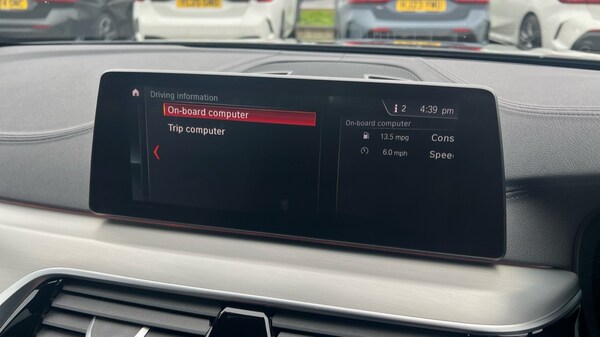 Driving information
On-board computer
Trip computer
i 2 4:39 pm
On-board computer
13.5 mpg Cons
6.0 mph Spee